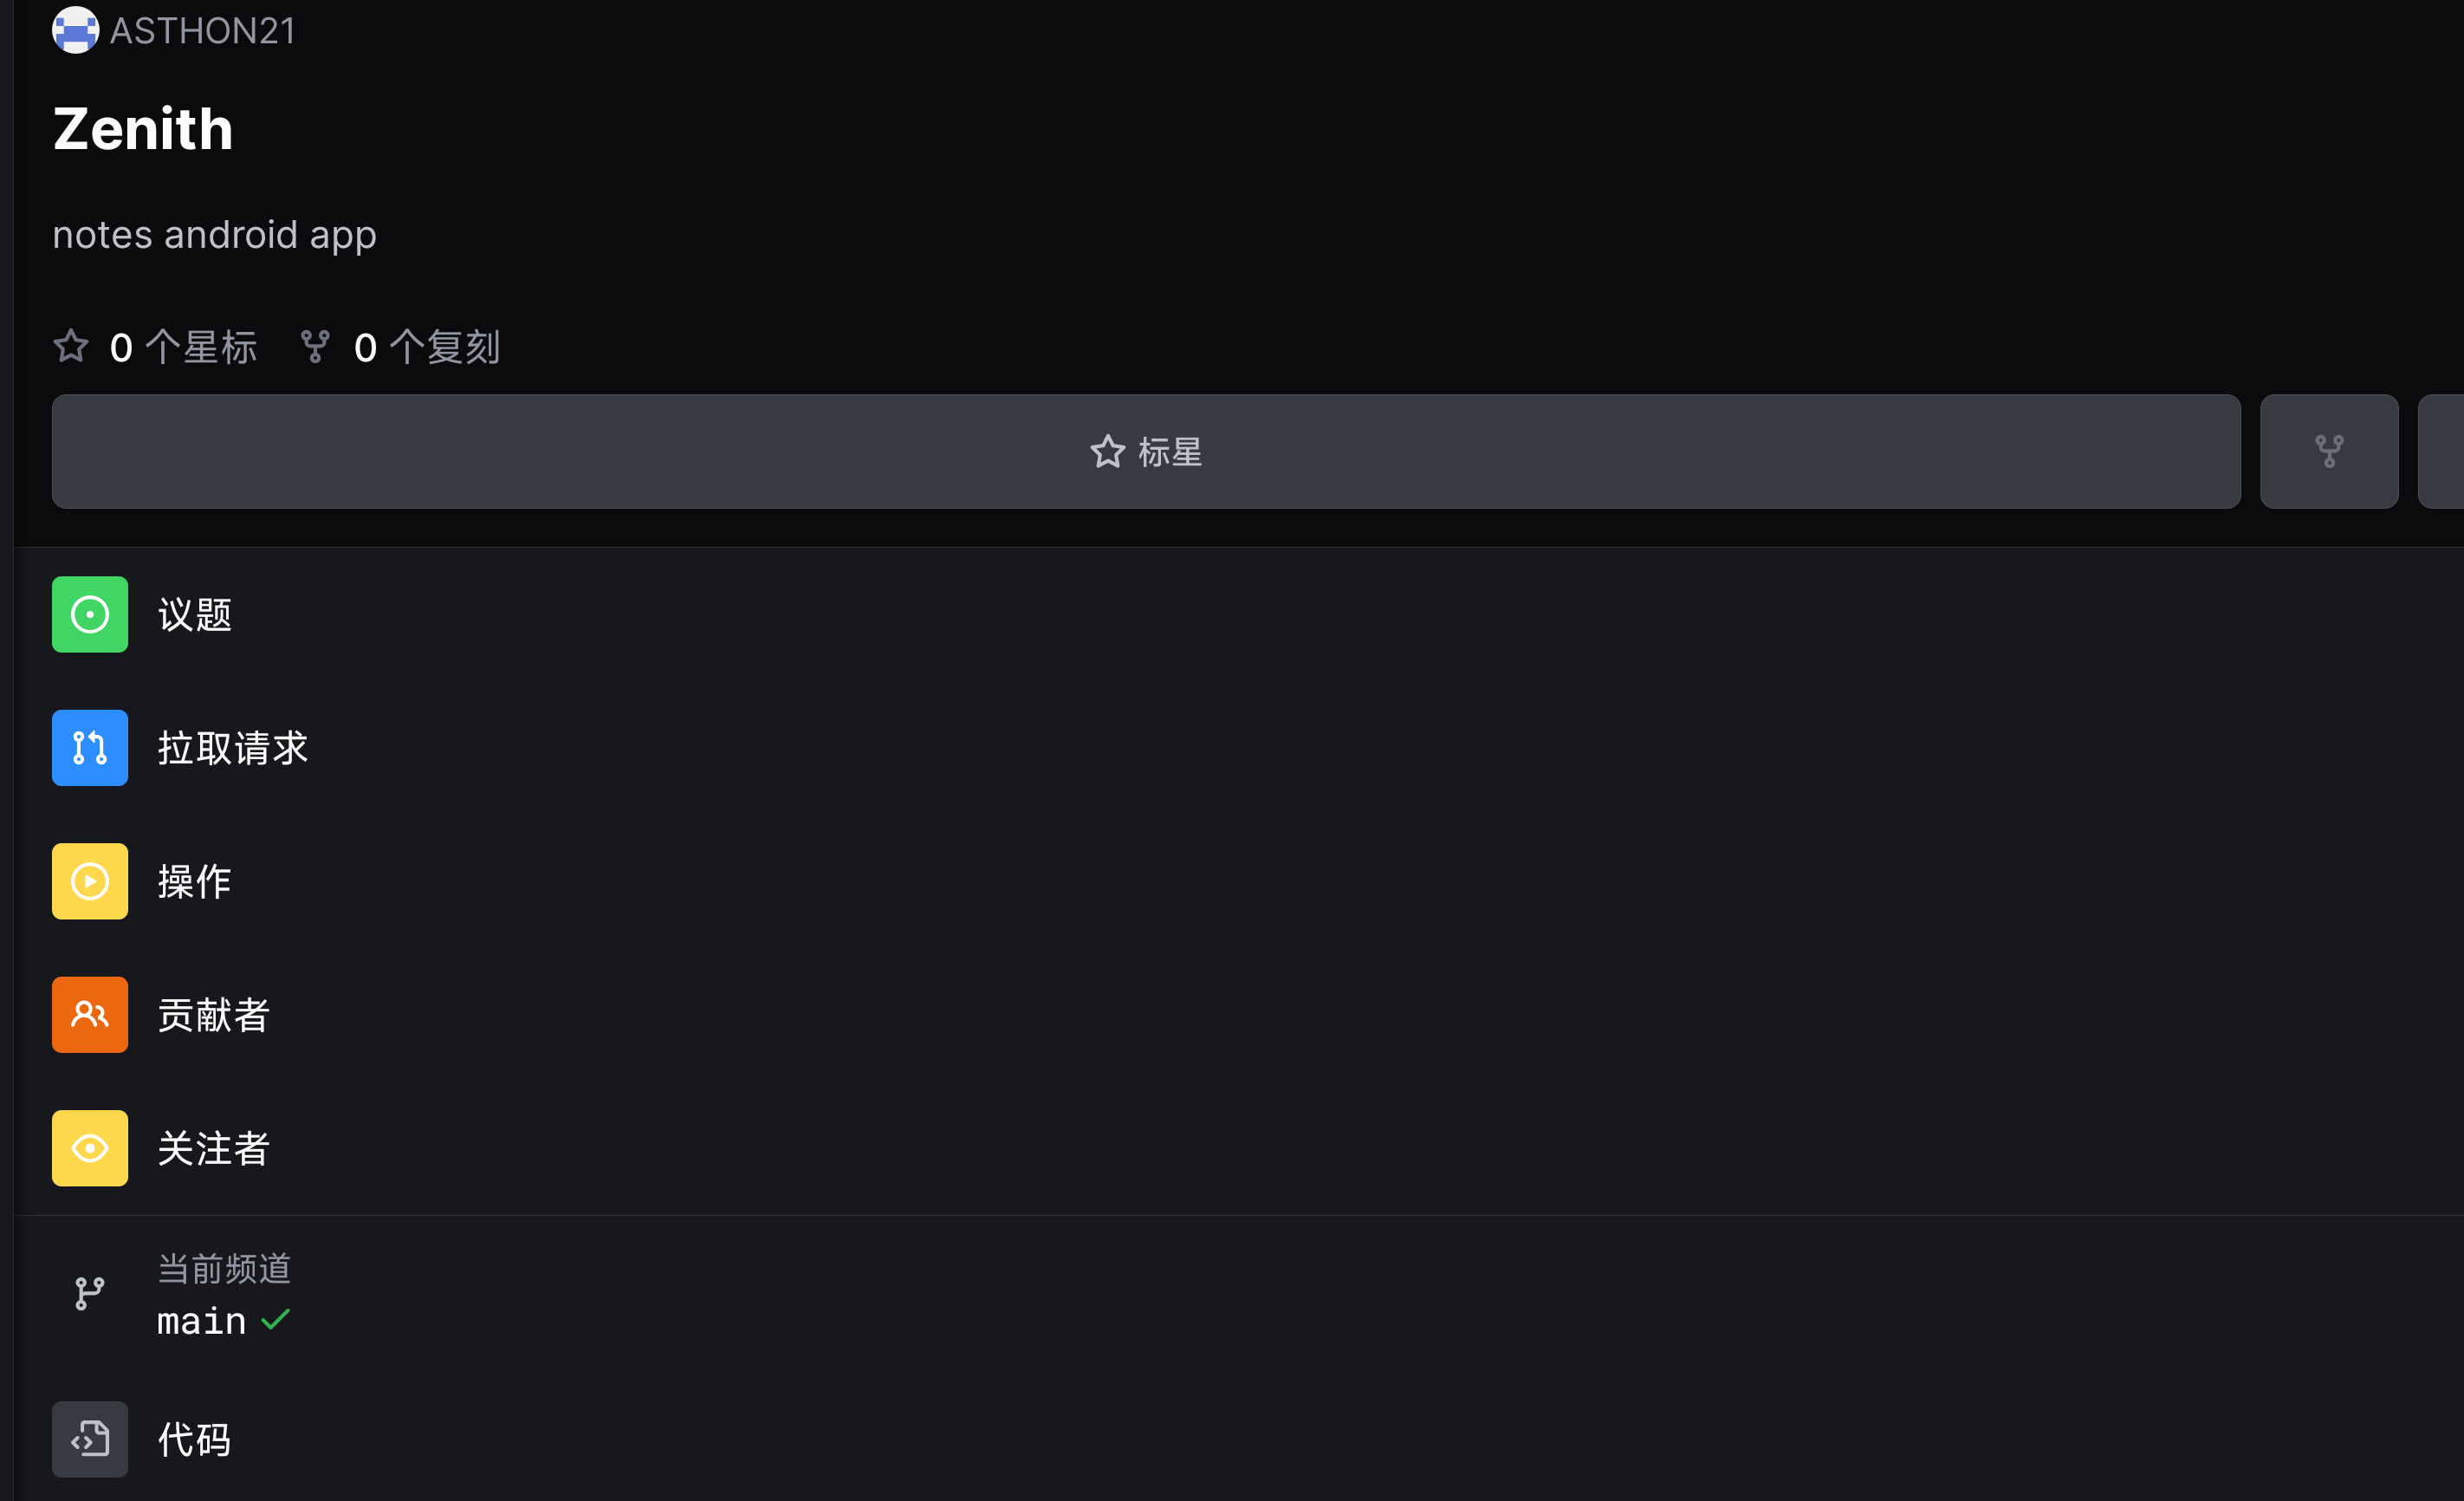 ASTHON21
Zenith
notes android app
0 个星标 0 个复刻
标星
议题
拉取请求
操作
贡献者
关注者
当前频道
main
代码